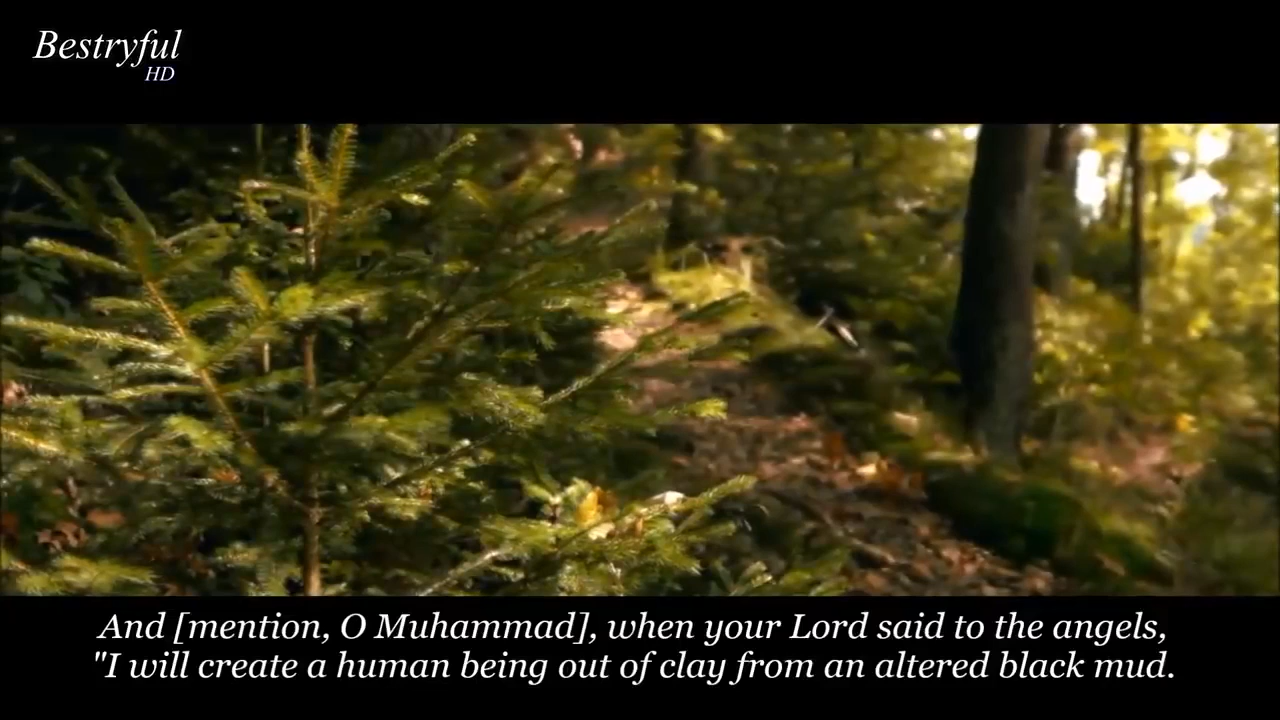 Bestryful
HD
And [mention, O Muhammad], when your Lord said to the angels,
"I will create a human being out of clay from an altered black mud.